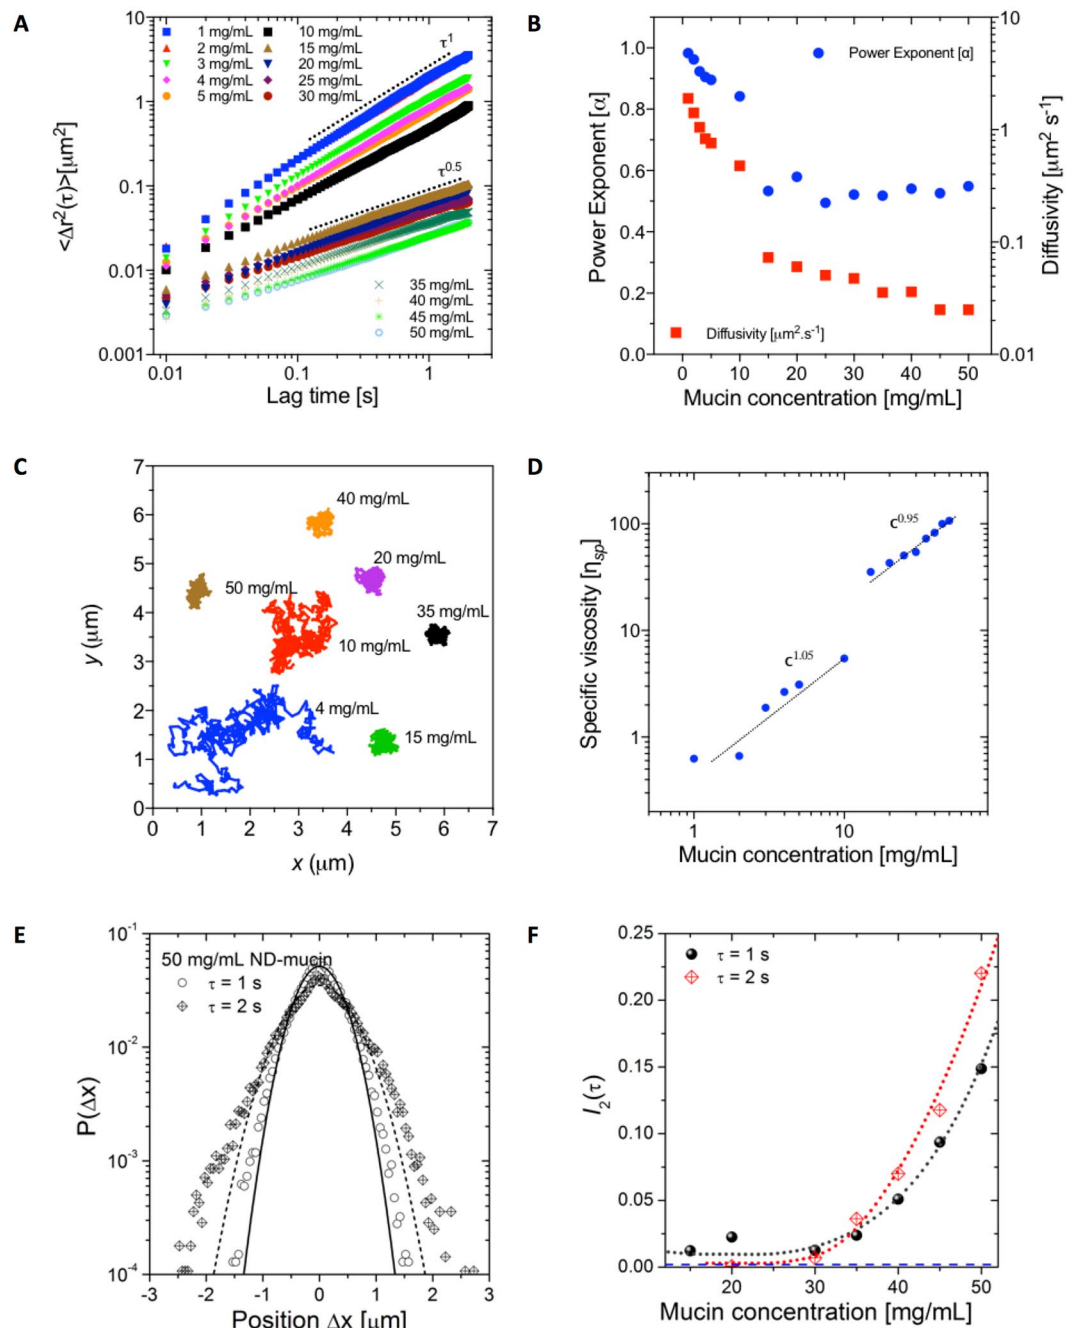 A
<Δr²(τ)>[μm²]
10
1
0.1
0.01
0.001
1 mg/mL
2 mg/mL
3 mg/mL
4 mg/mL
5 mg/mL
10 mg/mL
15 mg/mL
20 mg/mL
25 mg/mL
30 mg/mL
τ¹
τ⁰·⁵
35 mg/mL
40 mg/mL
45 mg/mL
50 mg/mL
0.01 0.1 1
Lag time [s]
B
Power Exponent [α]
1.0
0.8
0.6
0.4
0.2
0.0
Power Exponent [α]
Diffusivity [μm².s⁻¹]
10
1
0.1
0.01
Diffusivity [μm² s⁻¹]
0 10 20 30 40 50
Mucin concentration [mg/mL]
C
y (μm)
7
6
5
4
3
2
1
0
40 mg/mL
20 mg/mL
50 mg/mL
35 mg/mL
10 mg/mL
4 mg/mL
15 mg/mL
0 1 2 3 4 5 6 7
x (μm)
D
Specific viscosity [ηsp]
100
10
1
c⁰·⁹⁵
c¹·⁰⁵
1 10
Mucin concentration [mg/mL]
E
P(Δx)
10⁻¹
10⁻²
10⁻³
10⁻⁴
50 mg/mL ND-mucin
τ = 1 s
τ = 2 s
-3 -2 -1 0 1 2 3
Position Δx [μm]
F
I₂(τ)
0.25
0.20
0.15
0.10
0.05
0.00
τ = 1 s
τ = 2 s
20 30 40 50
Mucin concentration [mg/mL]